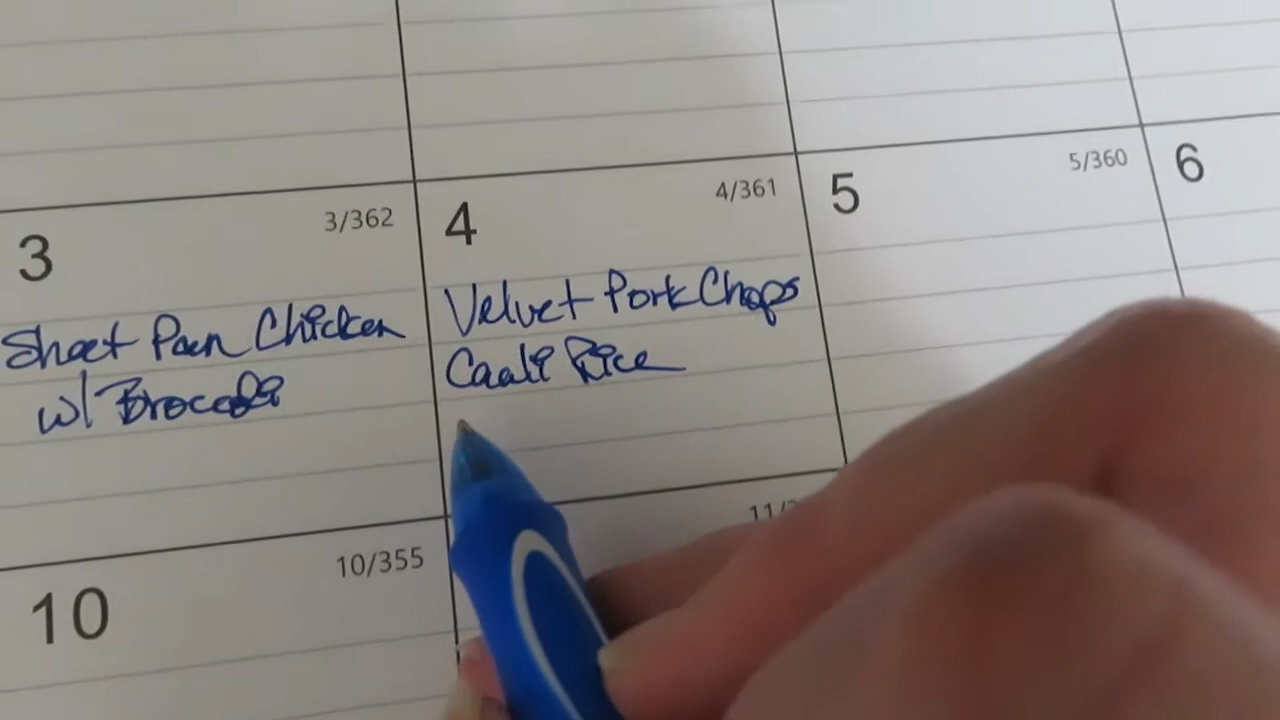 3 3/362
Sheet Pan Chicken
w/ Broccoli
4 4/361
Velvet Pork Chops
Cauli Rice
5 5/360
6
10 10/355
11/